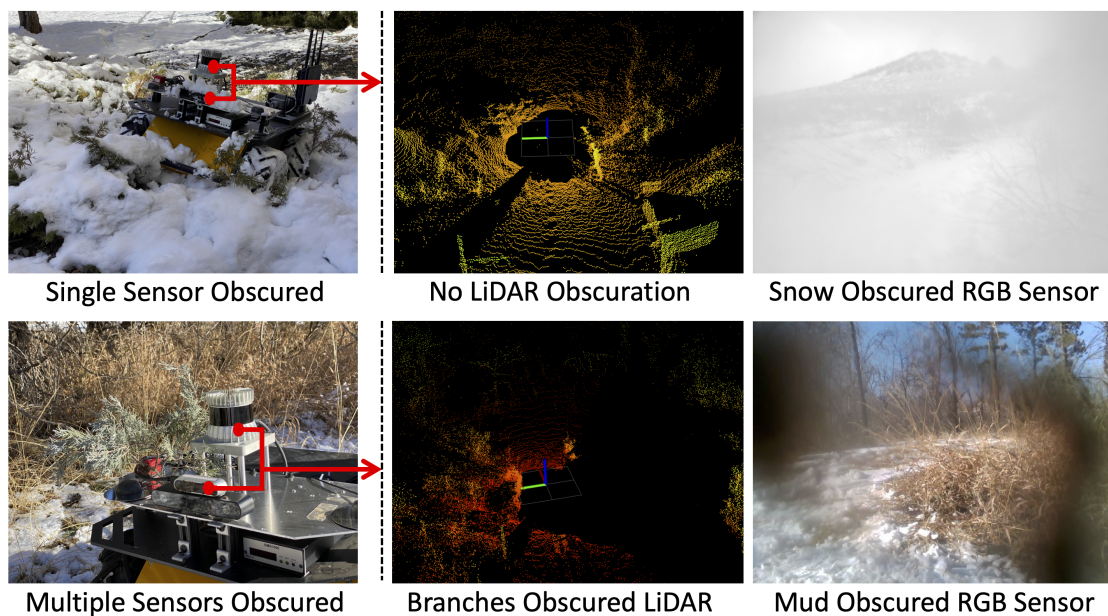 Single Sensor Obscured
No LiDAR Obscuration
Snow Obscured RGB Sensor
Multiple Sensors Obscured
Branches Obscured LiDAR
Mud Obscured RGB Sensor